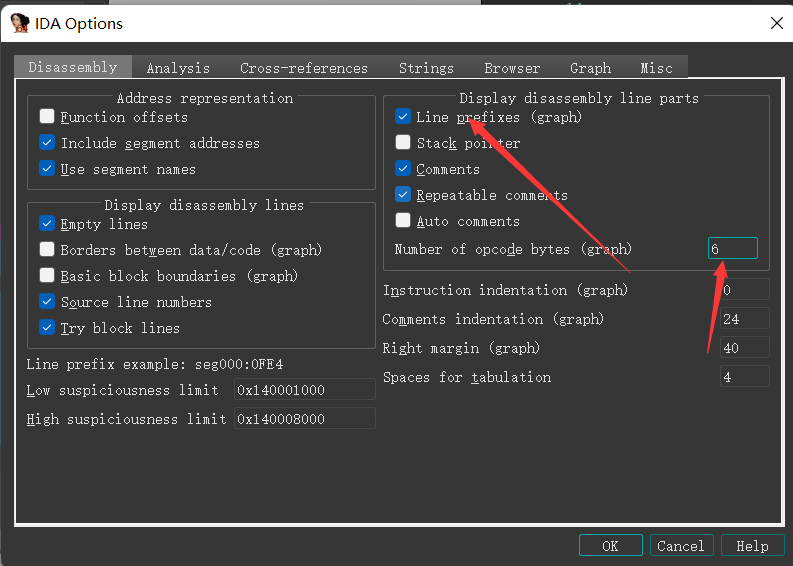 IDA Options
Disassembly Analysis Cross-references Strings Browser Graph Misc
Address representation
Function offsets
Include segment addresses
Use segment names
Display disassembly lines
Empty lines
Borders between data/code (graph)
Basic block boundaries (graph)
Source line numbers
Try block lines
Line prefix example: seg000:0FE4
Low suspiciousness limit 0x140001000
High suspiciousness limit 0x140008000
Display disassembly line parts
Line prefixes (graph)
Stack pointer
Comments
Repeatable comments
Auto comments
Number of opcode bytes (graph) 6
Instruction indentation (graph) 0
Comments indentation (graph) 24
Right margin (graph) 40
Spaces for tabulation 4
OK Cancel Help